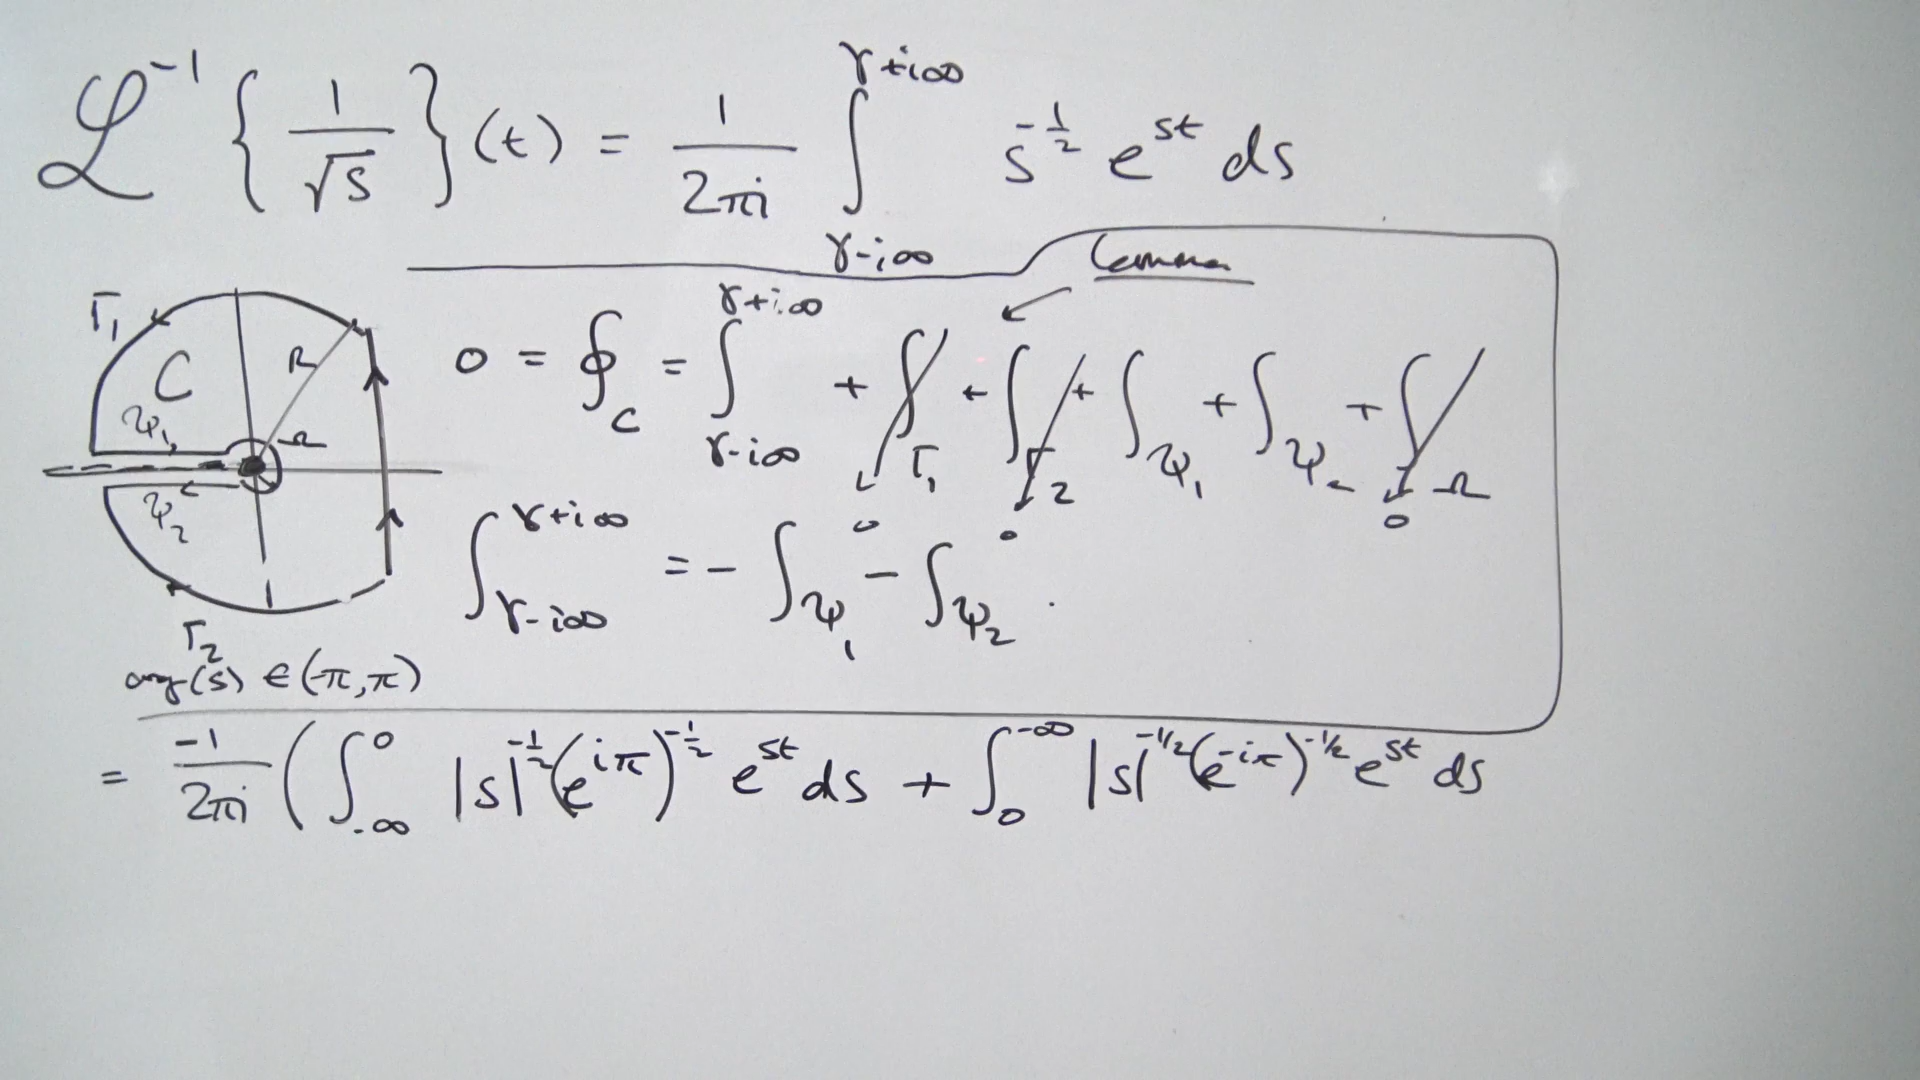 ℒ⁻¹ { 1/√s } (t) = 1/(2πi) ∫_{γ-i∞}^{γ+i∞} s^{-1/2} e^{st} ds
Lemma
Γ₁ C R Ω ψ₁ ψ₂ Γ₂
0 = ∮_C = ∫_{γ-i∞}^{γ+i∞} + ∫_{Γ₁} + ∫_{Γ₂} + ∫_{ψ₁} + ∫_{ψ₂} + ∫_Ω
0 0 0
∫_{γ-i∞}^{γ+i∞} = - ∫_{ψ₁} - ∫_{ψ₂}
arg(s) ∈ (-π, π)
= -1/(2πi) ( ∫_{-∞}^{0} |s|^{-1/2} (e^{iπ})^{-1/2} e^{st} ds + ∫_{0}^{-∞} |s|^{-1/2} (e^{-iπ})^{-1/2} e^{st} ds